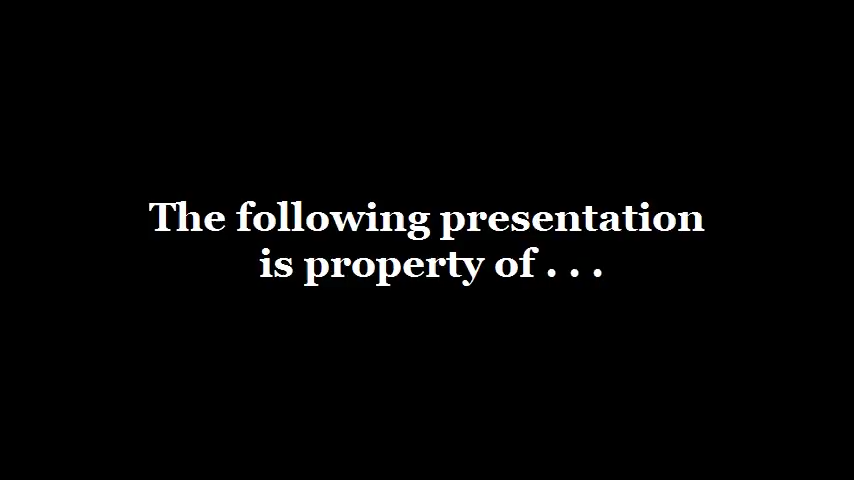 The following presentation
is property of . . .